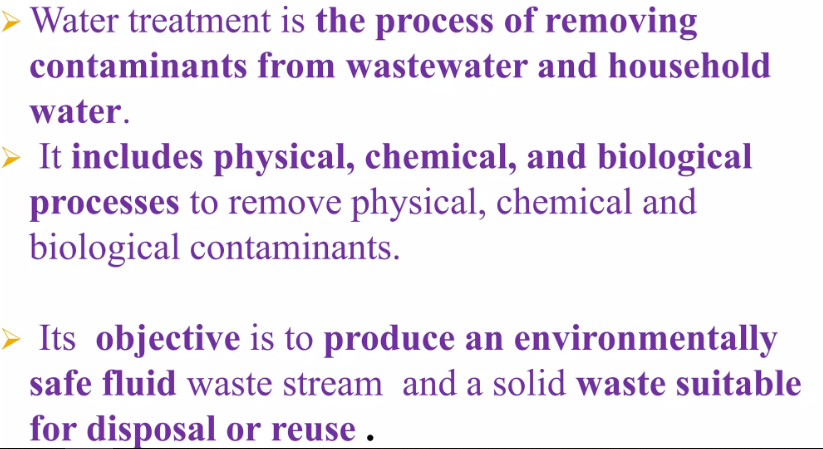 ➢ Water treatment is the process of removing
contaminants from wastewater and household
water.
➢ It includes physical, chemical, and biological
processes to remove physical, chemical and
biological contaminants.
➢ Its objective is to produce an environmentally
safe fluid waste stream and a solid waste suitable
for disposal or reuse .